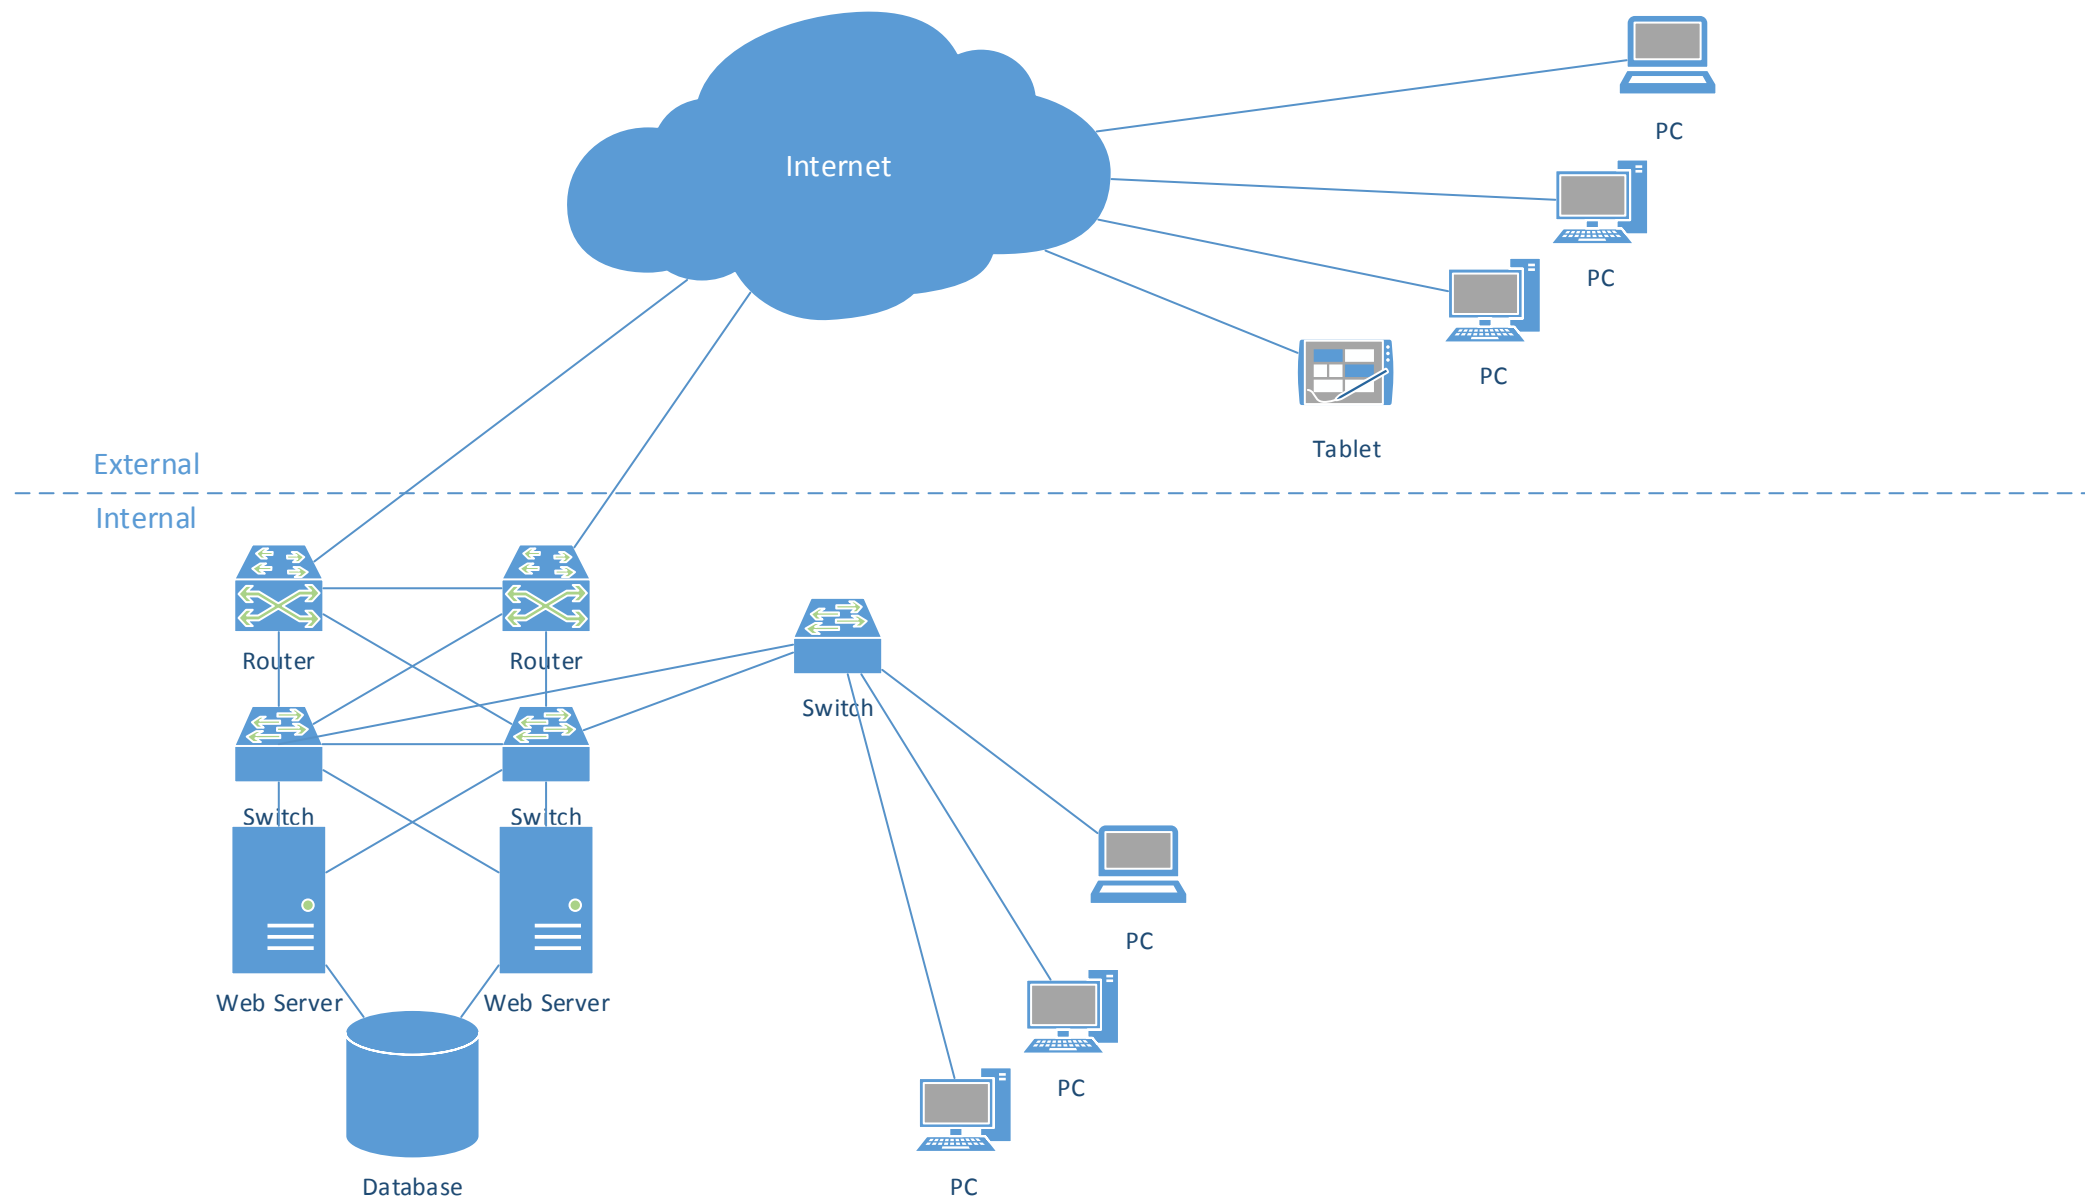 PC
Internet
PC
PC
Tablet
External
Internal
Router
Router
Switch
Switch
Switch
PC
Web Server
Web Server
PC
Database
PC